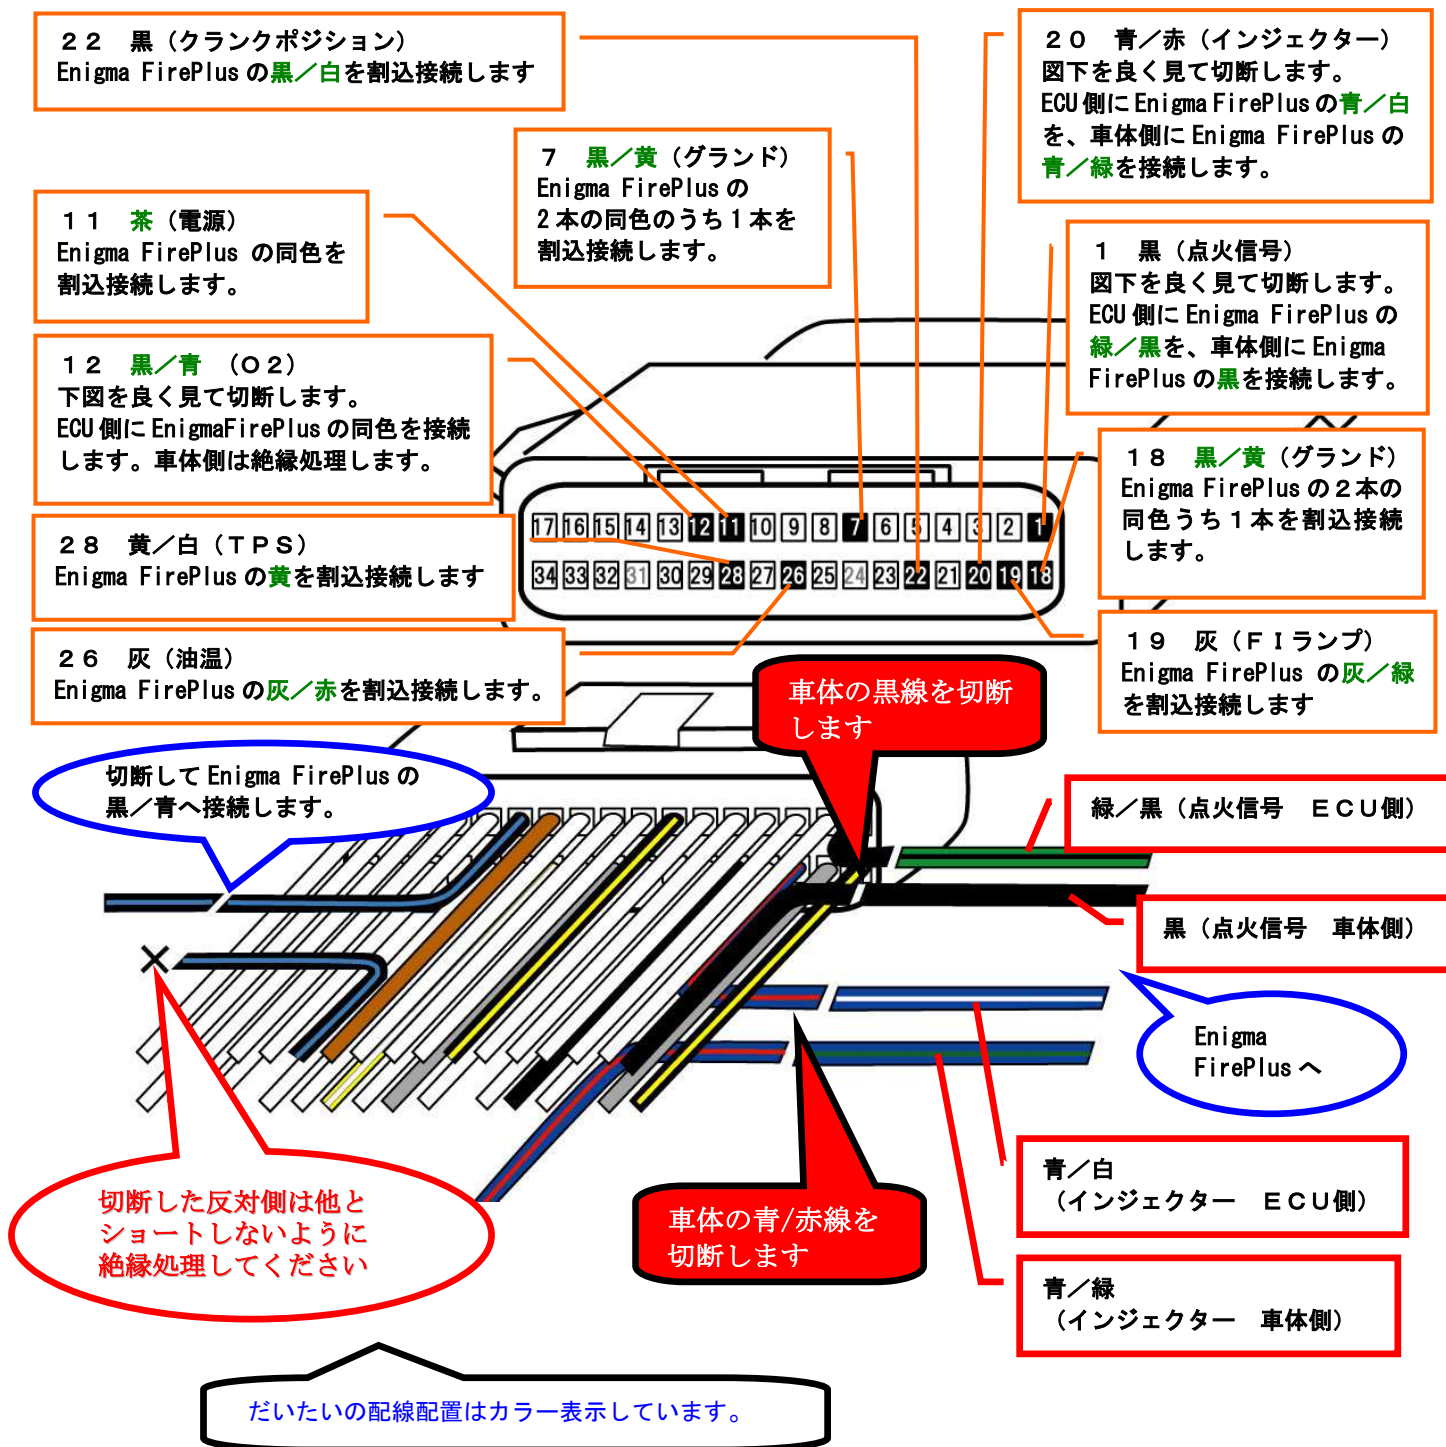 ２２　黒（クランクポジション）
Enigma FirePlus の黒／白を割込接続します
２０　青／赤（インジェクター）
図下を良く見て切断します。
ECU 側に Enigma FirePlus の青／白
を、車体側に Enigma FirePlus の
青／緑を接続します。
７　黒／黄（グランド）
Enigma FirePlus の
2 本の同色のうち 1 本を
割込接続します。
１１　茶（電源）
Enigma FirePlus の同色を
割込接続します。
１　黒（点火信号）
図下を良く見て切断します。
ECU 側に Enigma FirePlus の
緑／黒を、車体側に Enigma
FirePlus の黒を接続します。
１２　黒／青　（Ｏ２）
下図を良く見て切断します。
ECU 側に EnigmaFirePlus の同色を接続
します。車体側は絶縁処理します。
１８　黒／黄（グランド）
Enigma FirePlus の２本の
同色うち１本を割込接続
します。
17 16 15 14 13 12 11 10 9 8 7 6 5 4 3 2 1
34 33 32 31 30 29 28 27 26 25 24 23 22 21 20 19 18
２８　黄／白（ＴＰＳ）
Enigma FirePlus の黄を割込接続します
２６　灰（油温）
Enigma FirePlus の灰／赤を割込接続します。
１９　灰（ＦＩランプ）
Enigma FirePlus の灰／緑
を割込接続します
車体の黒線を切断
します
切断して Enigma FirePlus の
黒／青へ接続します。
緑／黒（点火信号　ＥＣＵ側）
黒（点火信号　車体側）
Enigma
FirePlus へ
青／白
（インジェクター　ＥＣＵ側）
切断した反対側は他と
ショートしないように
絶縁処理してください
車体の青/赤線を
切断します
青／緑
（インジェクター　車体側）
だいたいの配線配置はカラー表示しています。